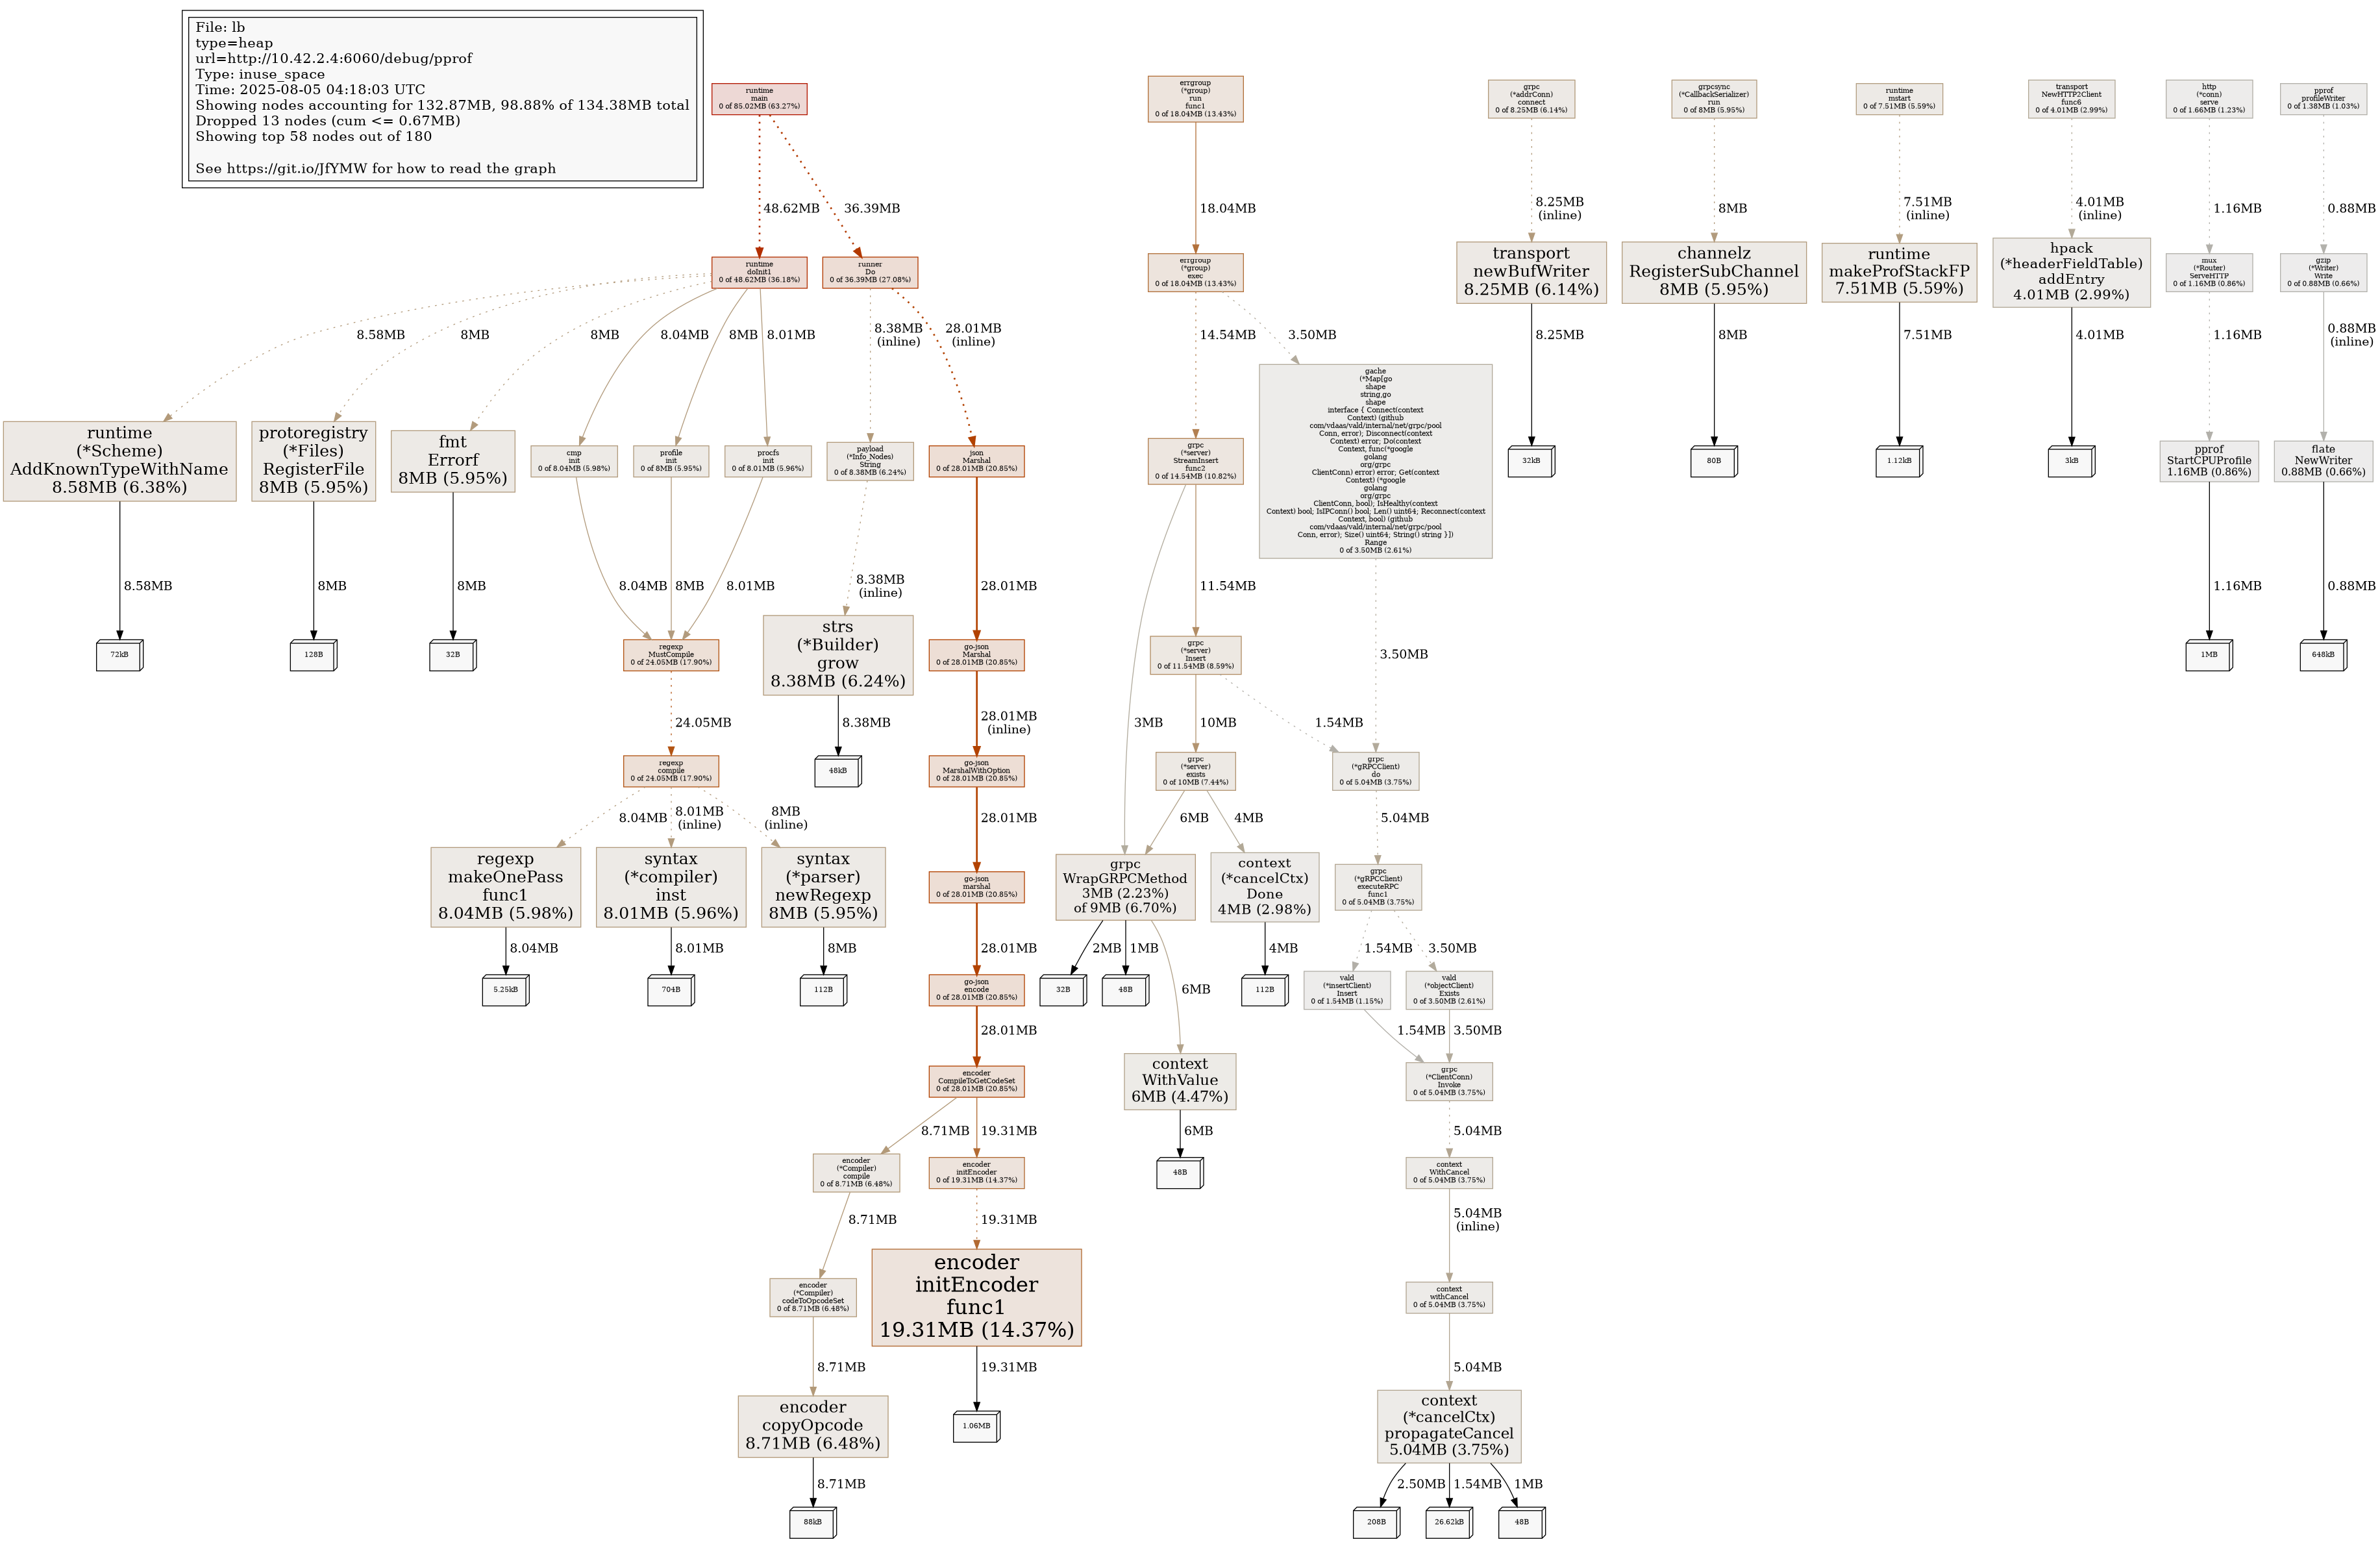 File: lb
type=heap
url=http://10.42.2.4:6060/debug/pprof
Type: inuse_space
Time: 2025-08-05 04:18:03 UTC
Showing nodes accounting for 132.87MB, 98.88% of 134.38MB total
Dropped 13 nodes (cum <= 0.67MB)
Showing top 58 nodes out of 180
See https://git.io/JfYMW for how to read the graph
runtime
main
0 of 85.02MB (63.27%)
errgroup
(*group)
run
func1
0 of 18.04MB (13.43%)
grpc
(*addrConn)
connect
0 of 8.25MB (6.14%)
grpcsync
(*CallbackSerializer)
run
0 of 8MB (5.95%)
runtime
mstart
0 of 7.51MB (5.59%)
transport
NewHTTP2Client
func6
0 of 4.01MB (2.99%)
http
(*conn)
serve
0 of 1.66MB (1.23%)
pprof
profileWriter
0 of 1.38MB (1.03%)
48.62MB
36.39MB
18.04MB
8.25MB
(inline)
8MB
7.51MB
(inline)
4.01MB
(inline)
1.16MB
0.88MB
runtime
doInit1
0 of 48.62MB (36.18%)
runner
Do
0 of 36.39MB (27.08%)
errgroup
(*group)
exec
0 of 18.04MB (13.43%)
transport
newBufWriter
8.25MB (6.14%)
channelz
RegisterSubChannel
8MB (5.95%)
runtime
makeProfStackFP
7.51MB (5.59%)
hpack
(*headerFieldTable)
addEntry
4.01MB (2.99%)
mux
(*Router)
ServeHTTP
0 of 1.16MB (0.86%)
gzip
(*Writer)
Write
0 of 0.88MB (0.66%)
8.58MB
8MB
8MB
8.04MB
8MB
8.01MB
8.38MB
(inline)
28.01MB
(inline)
14.54MB
3.50MB
8.25MB
8MB
7.51MB
4.01MB
1.16MB
0.88MB
(inline)
runtime
(*Scheme)
AddKnownTypeWithName
8.58MB (6.38%)
protoregistry
(*Files)
RegisterFile
8MB (5.95%)
fmt
Errorf
8MB (5.95%)
cmp
init
0 of 8.04MB (5.98%)
profile
init
0 of 8MB (5.95%)
procfs
init
0 of 8.01MB (5.96%)
payload
(*Info_Nodes)
String
0 of 8.38MB (6.24%)
json
Marshal
0 of 28.01MB (20.85%)
grpc
(*server)
StreamInsert
func2
0 of 14.54MB (10.82%)
gache
(*Map[go
shape
string,go
shape
interface { Connect(context
Context) (github
com/vdaas/vald/internal/net/grpc/pool
Conn, error); Disconnect(context
Context) error; Do(context
Context, func(*google
golang
org/grpc
ClientConn) error) error; Get(context
Context) (*google
golang
org/grpc
ClientConn, bool); IsHealthy(context
Context) bool; IsIPConn() bool; Len() uint64; Reconnect(context
Context, bool) (github
com/vdaas/vald/internal/net/grpc/pool
Conn, error); Size() uint64; String() string }])
Range
0 of 3.50MB (2.61%)
32kB
80B
1.12kB
3kB
pprof
StartCPUProfile
1.16MB (0.86%)
flate
NewWriter
0.88MB (0.66%)
8.58MB
8MB
8MB
8.04MB
8MB
8.01MB
8.38MB
(inline)
28.01MB
11.54MB
1.16MB
0.88MB
72kB
128B
32B
regexp
MustCompile
0 of 24.05MB (17.90%)
strs
(*Builder)
grow
8.38MB (6.24%)
go-json
Marshal
0 of 28.01MB (20.85%)
grpc
(*server)
Insert
0 of 11.54MB (8.59%)
3.50MB
1MB
648kB
24.05MB
8.38MB
28.01MB
(inline)
3MB
10MB
1.54MB
regexp
compile
0 of 24.05MB (17.90%)
48kB
go-json
MarshalWithOption
0 of 28.01MB (20.85%)
grpc
(*server)
exists
0 of 10MB (7.44%)
grpc
(*gRPCClient)
do
0 of 5.04MB (3.75%)
8.04MB
8.01MB
(inline)
8MB
(inline)
28.01MB
6MB
4MB
5.04MB
regexp
makeOnePass
func1
8.04MB (5.98%)
syntax
(*compiler)
inst
8.01MB (5.96%)
syntax
(*parser)
newRegexp
8MB (5.95%)
go-json
marshal
0 of 28.01MB (20.85%)
grpc
WrapGRPCMethod
3MB (2.23%)
of 9MB (6.70%)
context
(*cancelCtx)
Done
4MB (2.98%)
grpc
(*gRPCClient)
executeRPC
func1
0 of 5.04MB (3.75%)
8.04MB
8.01MB
8MB
28.01MB
2MB
1MB
4MB
1.54MB
3.50MB
5.25kB
704B
112B
go-json
encode
0 of 28.01MB (20.85%)
32B
48B
6MB
112B
vald
(*insertClient)
Insert
0 of 1.54MB (1.15%)
vald
(*objectClient)
Exists
0 of 3.50MB (2.61%)
28.01MB
1.54MB
3.50MB
encoder
CompileToGetCodeSet
0 of 28.01MB (20.85%)
context
WithValue
6MB (4.47%)
grpc
(*ClientConn)
Invoke
0 of 5.04MB (3.75%)
8.71MB
19.31MB
6MB
5.04MB
encoder
(*Compiler)
compile
0 of 8.71MB (6.48%)
encoder
initEncoder
0 of 19.31MB (14.37%)
48B
context
WithCancel
0 of 5.04MB (3.75%)
8.71MB
19.31MB
5.04MB
(inline)
encoder
(*Compiler)
codeToOpcodeSet
0 of 8.71MB (6.48%)
encoder
initEncoder
func1
19.31MB (14.37%)
context
withCancel
0 of 5.04MB (3.75%)
8.71MB
19.31MB
5.04MB
encoder
copyOpcode
8.71MB (6.48%)
1.06MB
context
(*cancelCtx)
propagateCancel
5.04MB (3.75%)
8.71MB
2.50MB
1.54MB
1MB
88kB
208B
26.62kB
48B